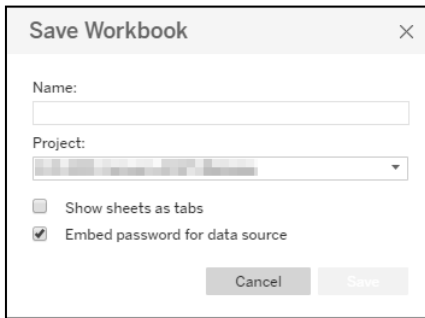 Save Workbook
Name:
Project:
Show sheets as tabs
Embed password for data source
Cancel Save